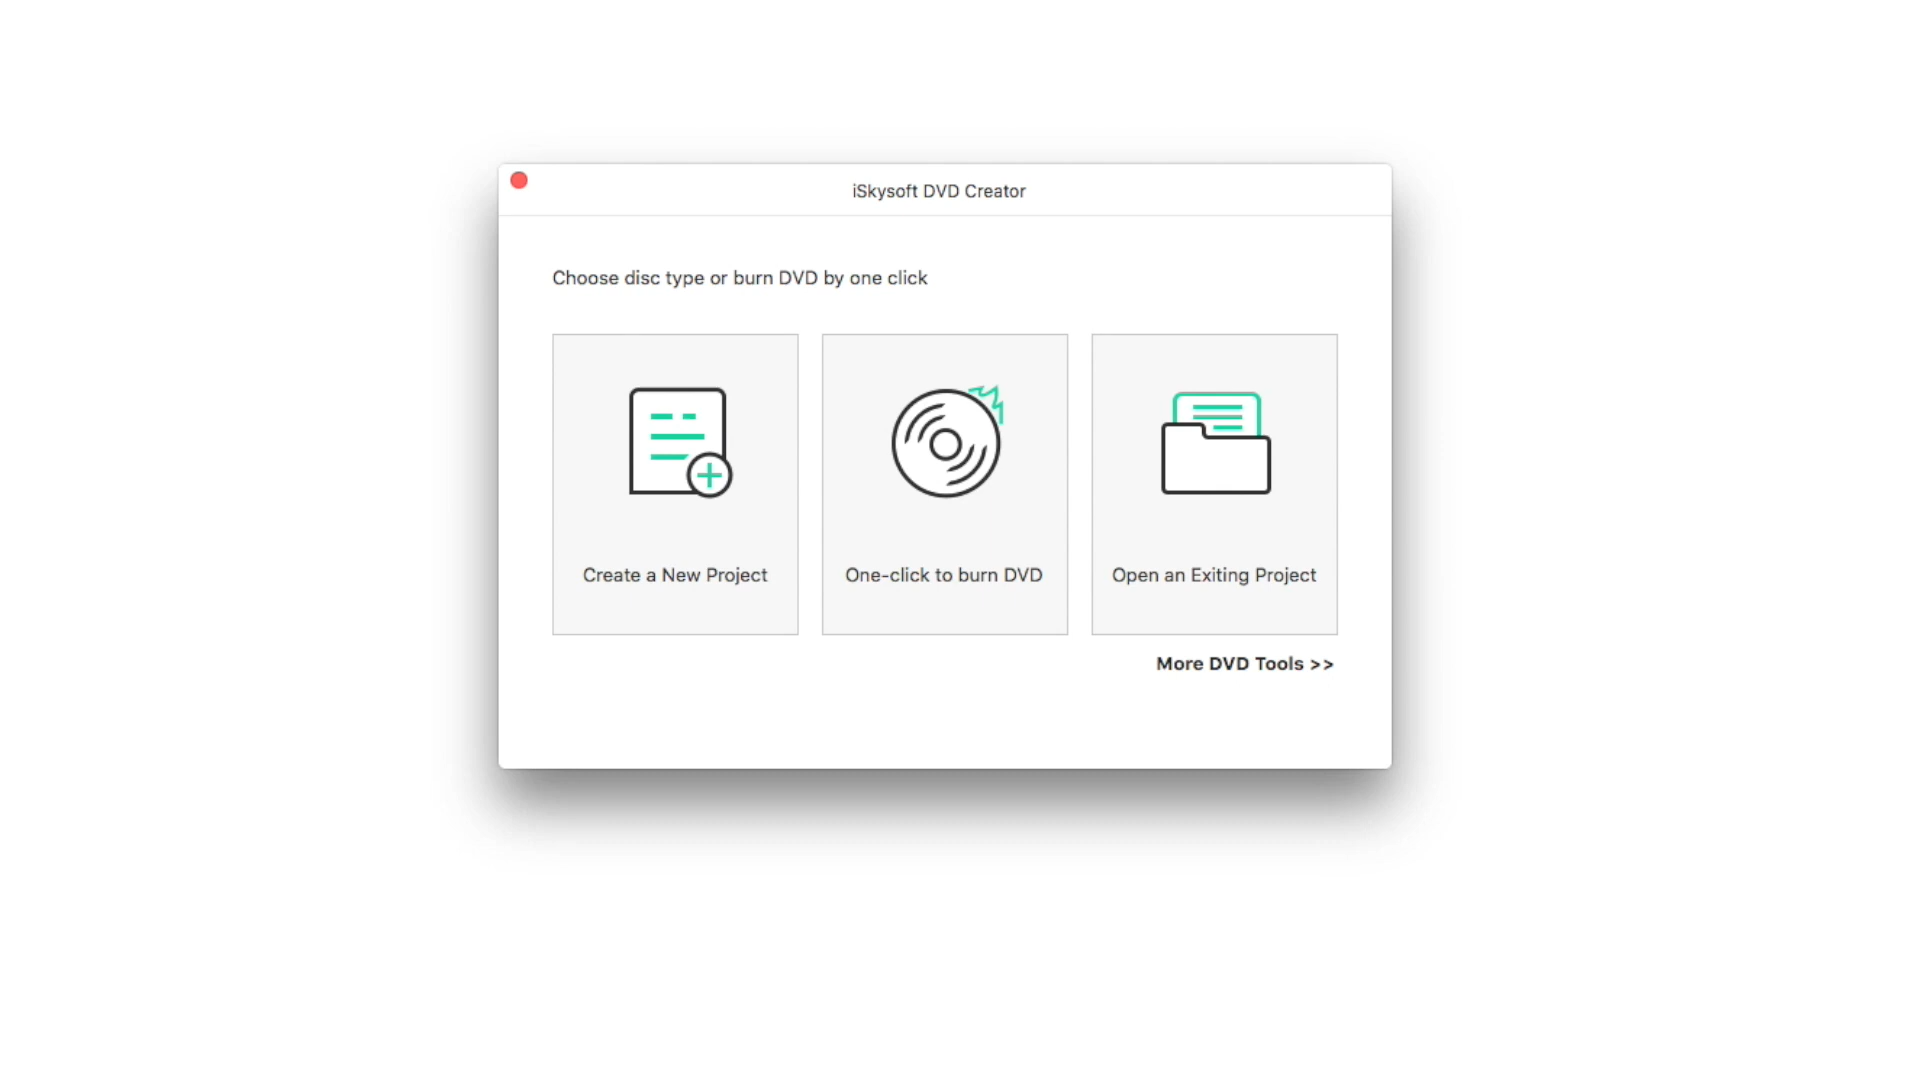 iSkysoft DVD Creator
Choose disc type or burn DVD by one click
Create a New Project
One-click to burn DVD
Open an Exiting Project
More DVD Tools >>